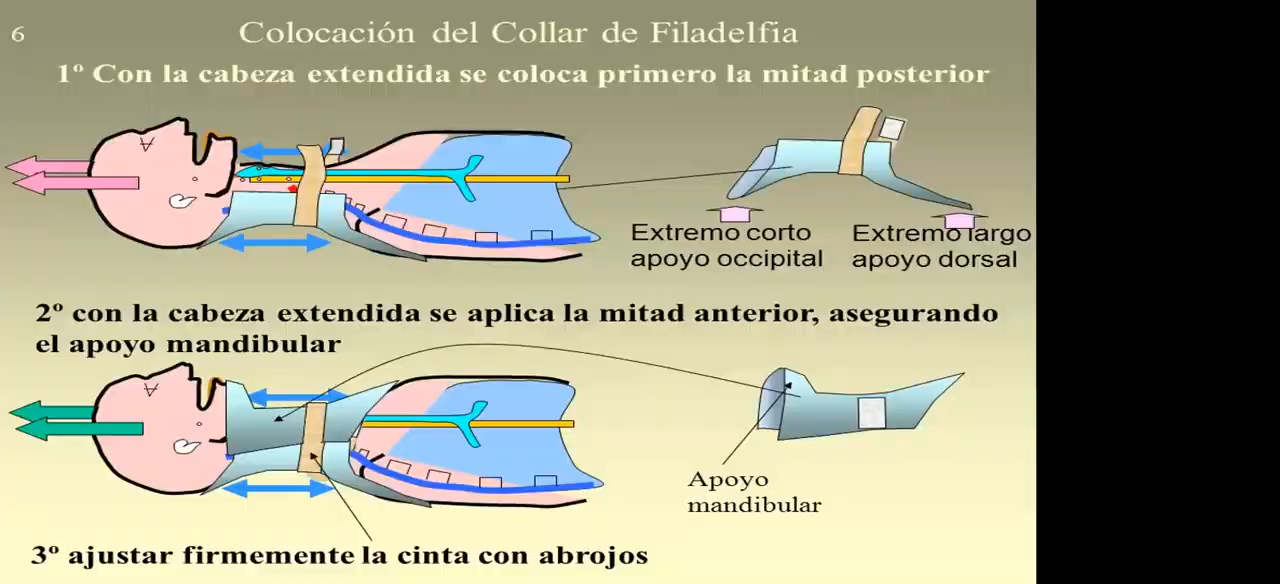 6
Colocación del Collar de Filadelfia
1º Con la cabeza extendida se coloca primero la mitad posterior
Extremo corto
apoyo occipital
Extremo largo
apoyo dorsal
2º con la cabeza extendida se aplica la mitad anterior, asegurando
el apoyo mandibular
Apoyo
mandibular
3º ajustar firmemente la cinta con abrojos